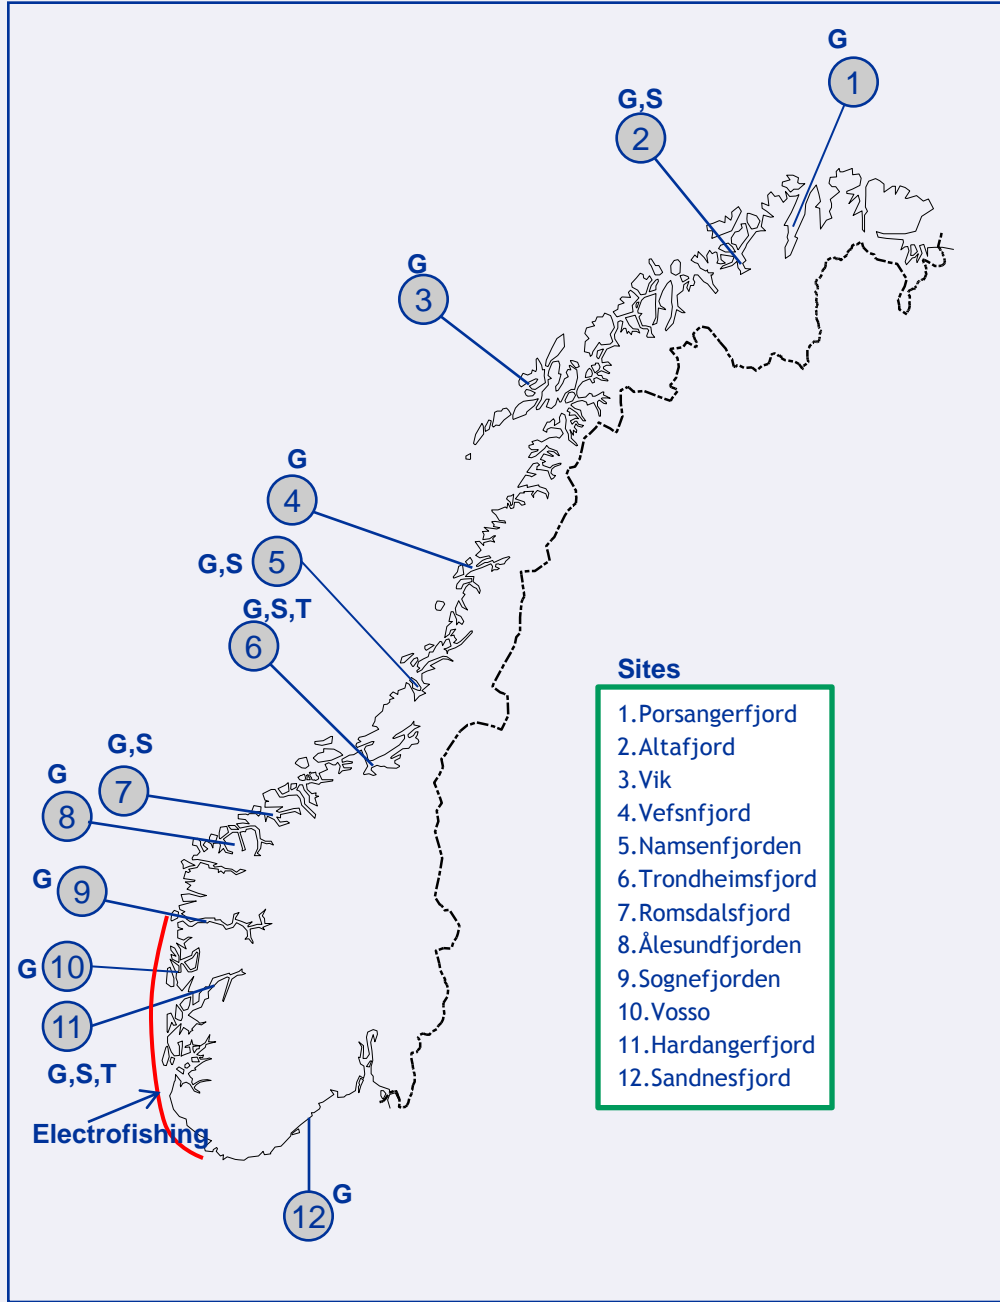 G
1
G,S
2
G
3
G
4
G,S
5
G,S,T
6
G,S
7
G
8
G
9
G
10
11
G,S,T
Electrofishing
G
12
Sites
1.Porsangerfjord
2.Altafjord
3.Vik
4.Vefsnfjord
5.Namsenfjorden
6.Trondheimsfjord
7.Romsdalsfjord
8.Ålesundfjorden
9.Sognefjorden
10.Vosso
11.Hardangerfjord
12.Sandnesfjord